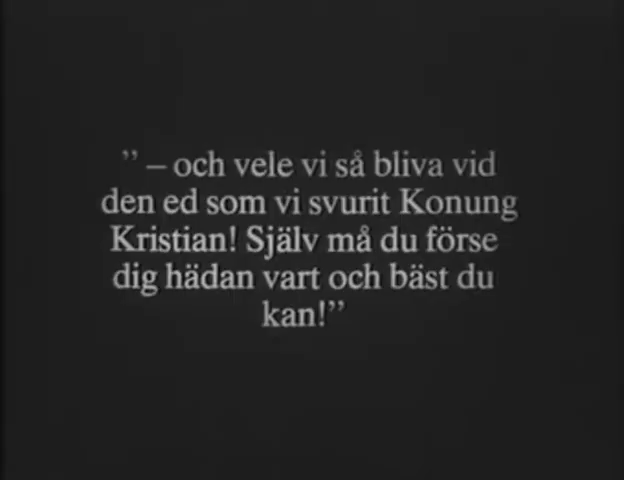 ” – och vele vi så bliva vid
den ed som vi svurit Konung
Kristian! Själv må du förse
dig hädan vart och bäst du
kan!”